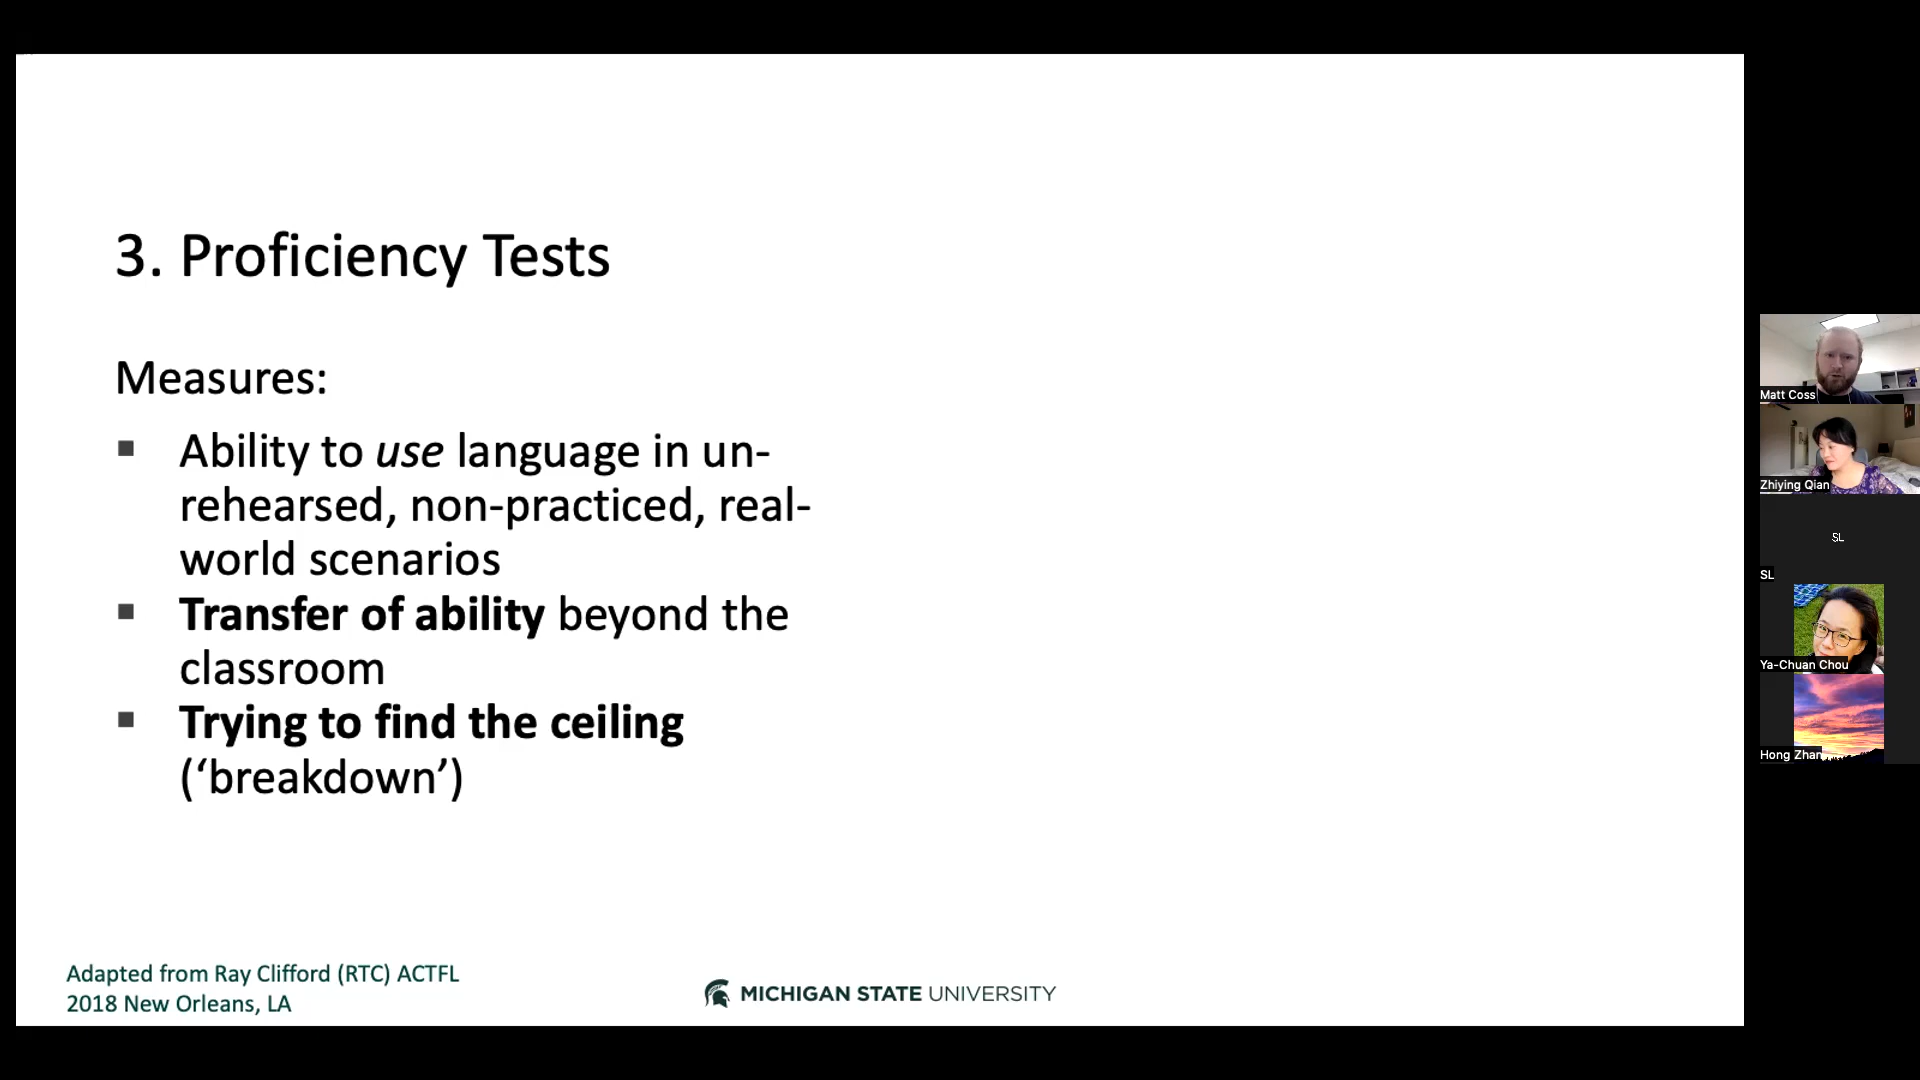 3. Proficiency Tests
Measures:
▪ Ability to use language in un-
rehearsed, non-practiced, real-
world scenarios
▪ Transfer of ability beyond the
classroom
▪ Trying to find the ceiling
(‘breakdown’)
Adapted from Ray Clifford (RTC) ACTFL
2018 New Orleans, LA
MICHIGAN STATE UNIVERSITY
Matt Coss
Zhiying Qian
SL
SL
Ya-Chuan Chou
Hong Zhan